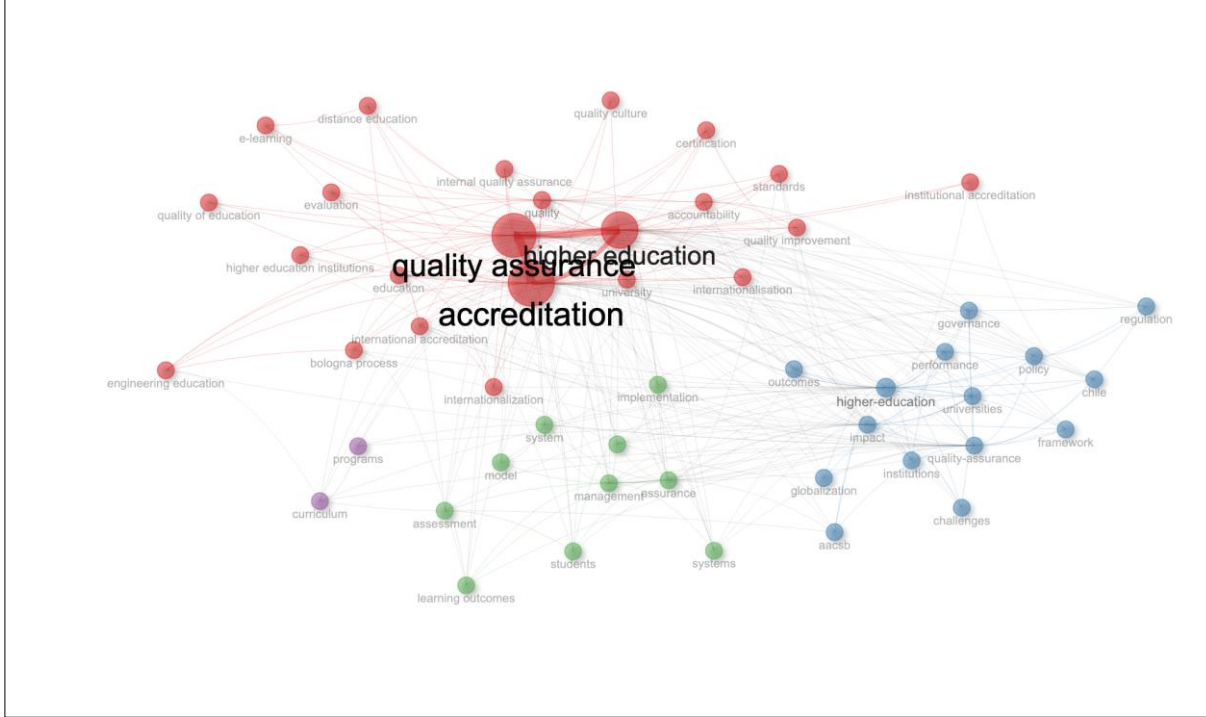 quality culture
distance education
e-learning
certification
internal quality assurance
standards
institutional accreditation
evaluation
quality of education
quality
accountability
quality improvement
higher education
higher education institutions
quality assurance
education
university
internationalisation
accreditation
international accreditation
governance
regulation
bologna process
performance
policy
engineering education
outcomes
chile
internationalization
implementation
higher-education
universities
system
impact
framework
programs
quality-assurance
model
institutions
management
assurance
globalization
curriculum
assessment
challenges
aacsb
students
systems
learning outcomes